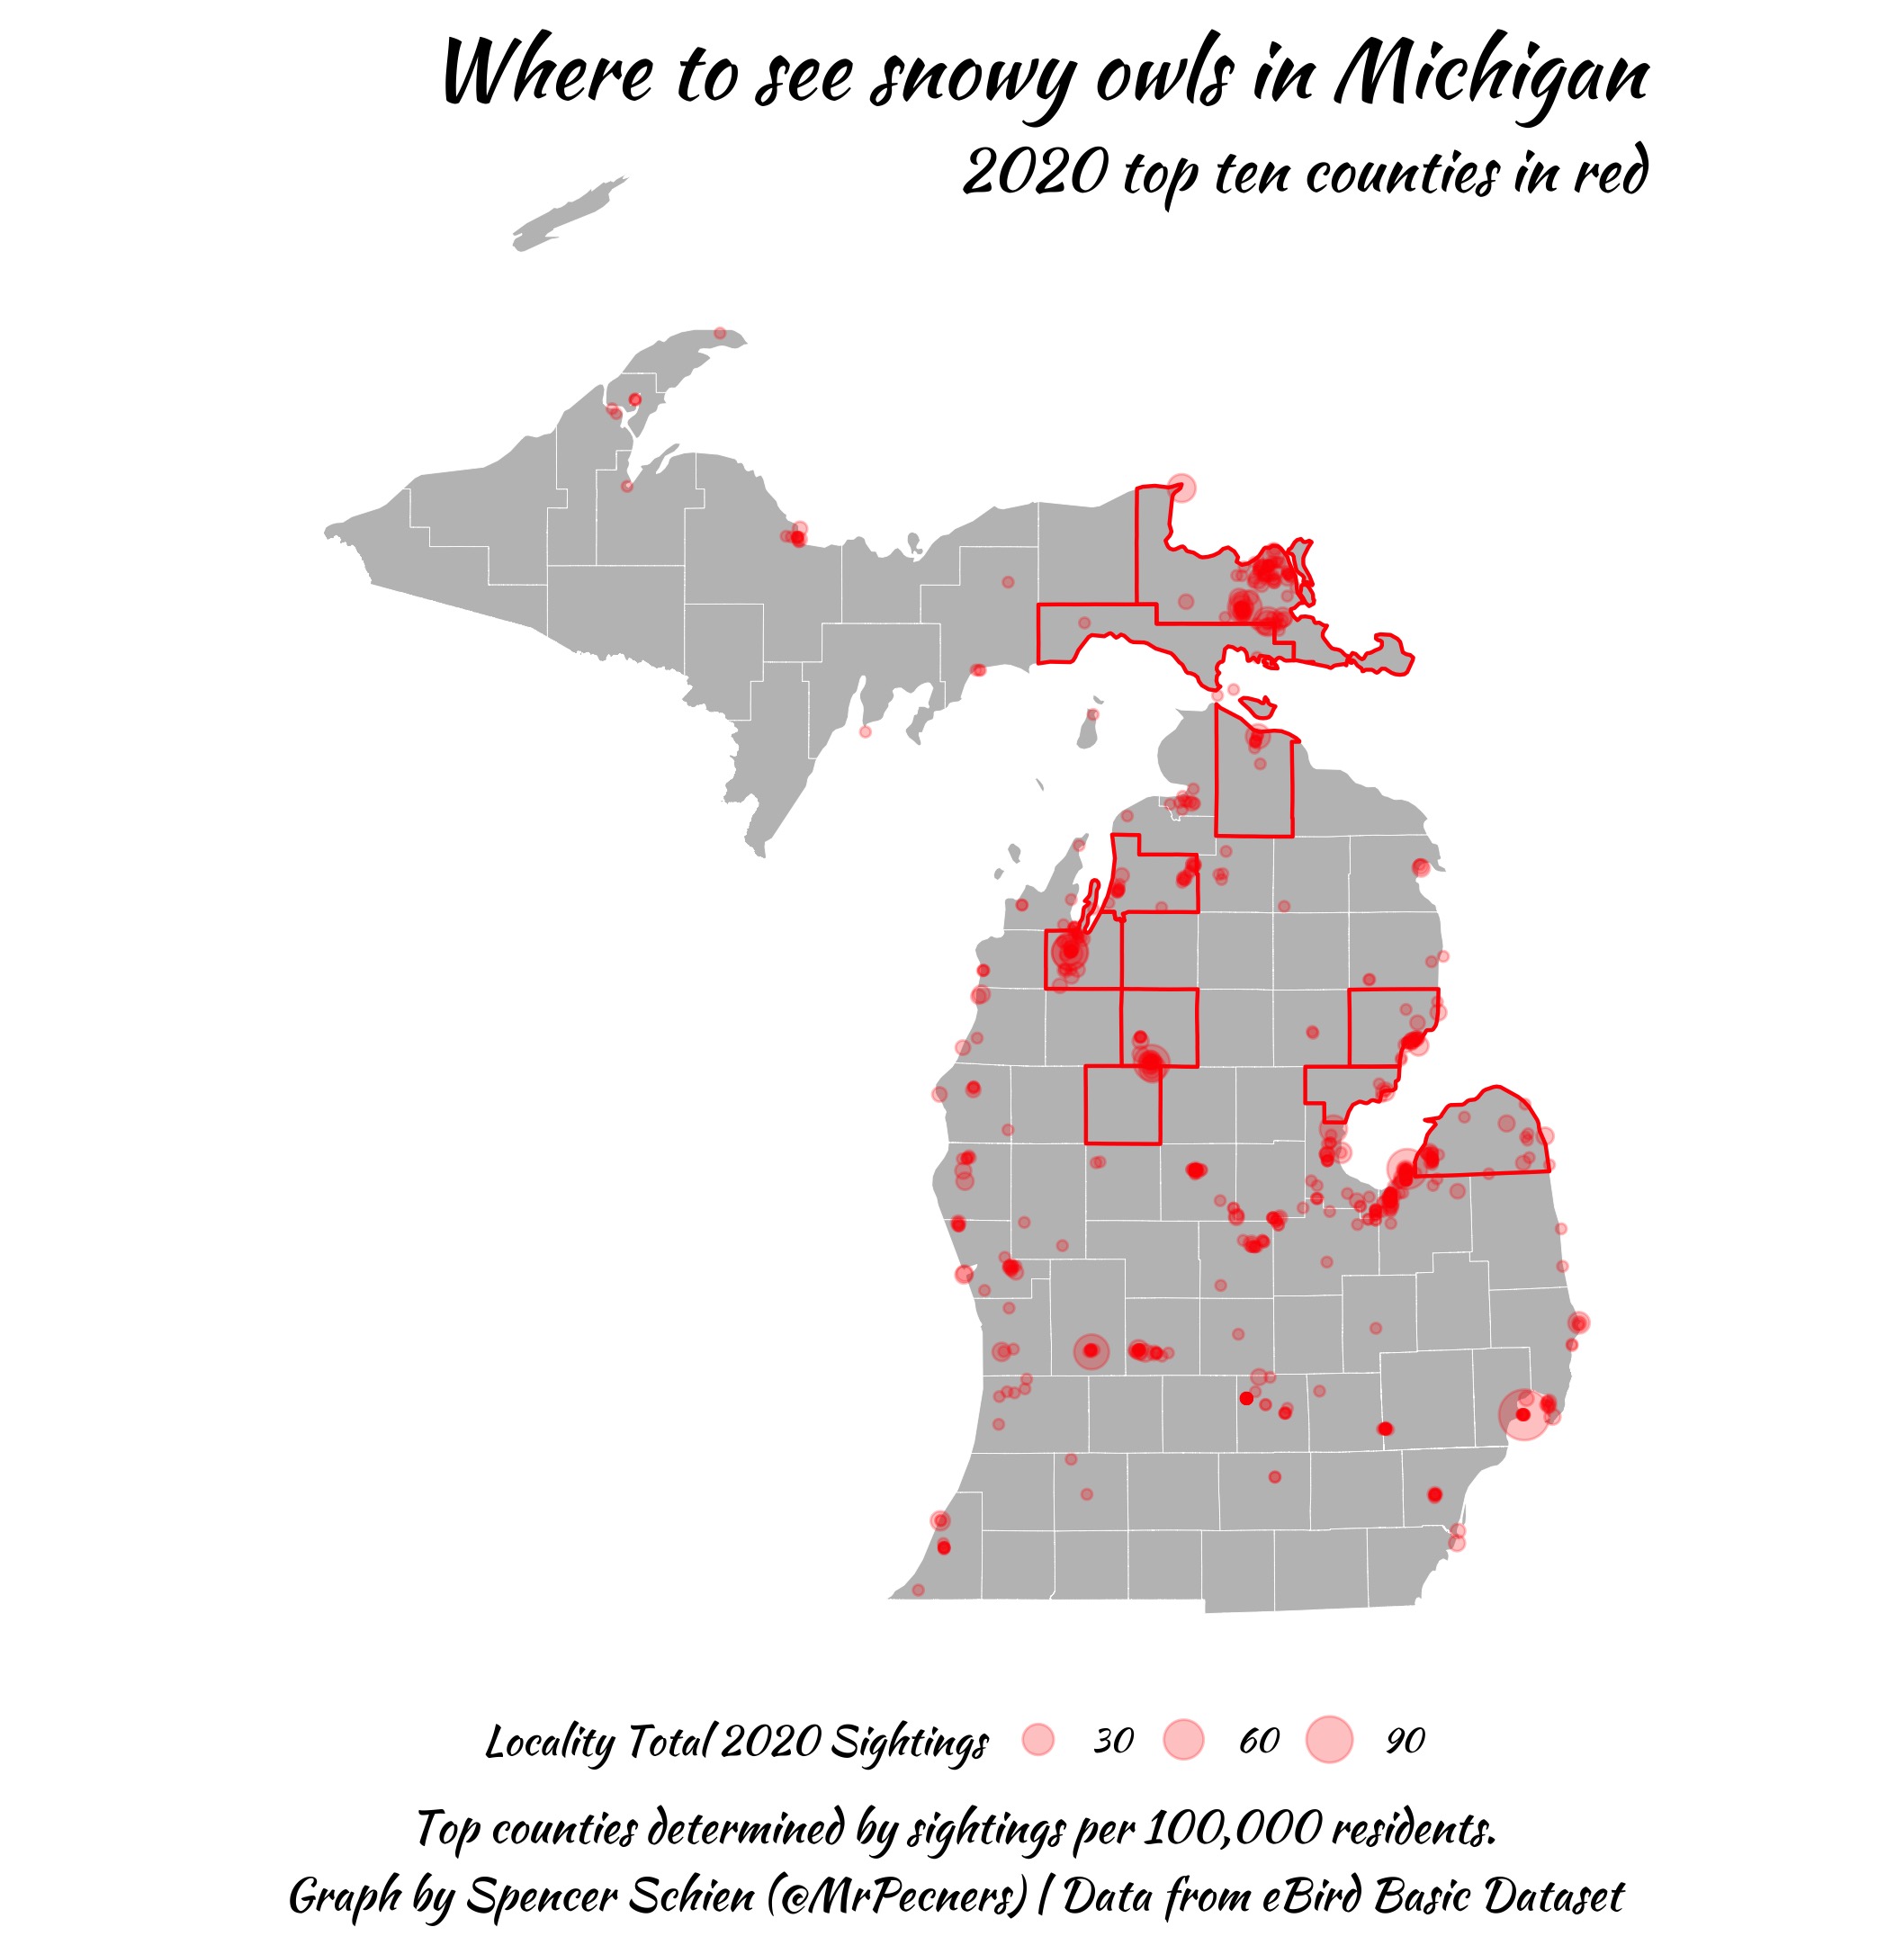 Where to see snowy owls in Michigan
2020 top ten counties in red
Locality Total 2020 Sightings 30 60 90
Top counties determined by sightings per 100,000 residents.
Graph by Spencer Schien (@MrPecners) | Data from eBird Basic Dataset